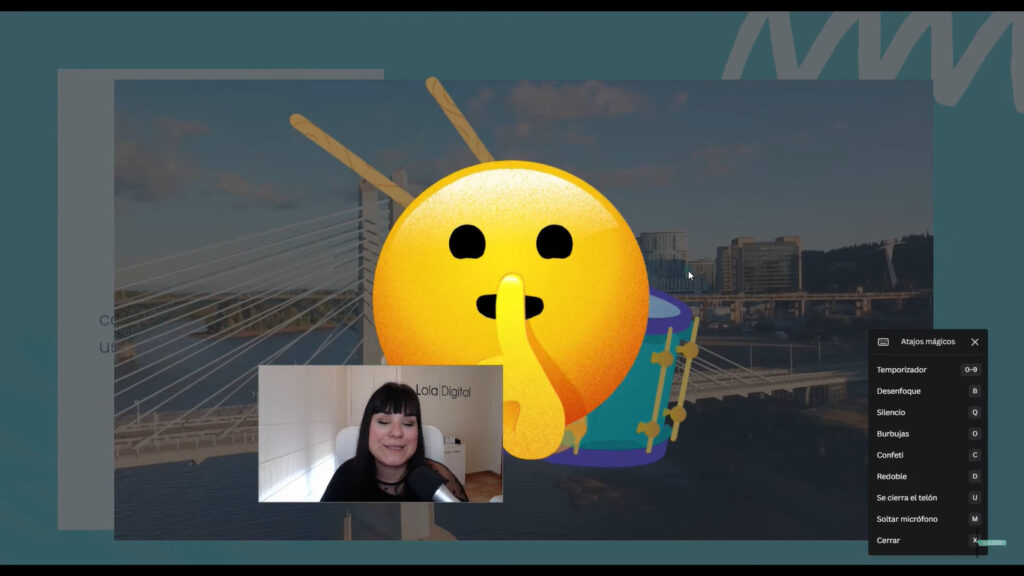 Lola Digital
Atajos mágicos
Temporizador 0-9
Desenfoque B
Silencio Q
Burbujas O
Confeti C
Redoble D
Se cierra el telón U
Soltar micrófono M
Cerrar X